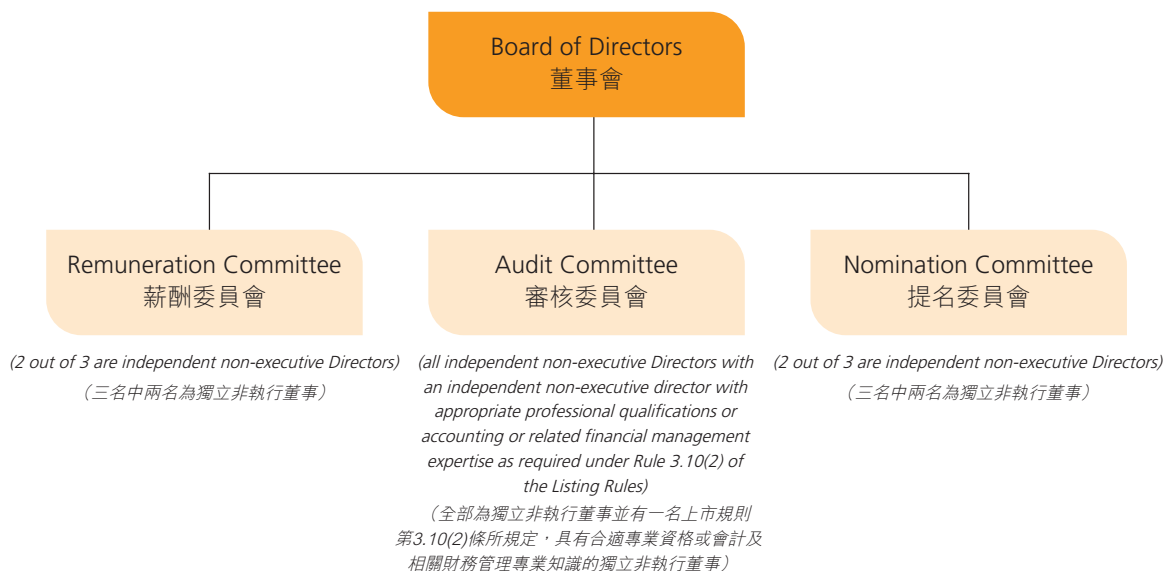 Board of Directors
董事會
Remuneration Committee
薪酬委員會
(2 out of 3 are independent non-executive Directors)
（三名中兩名為獨立非執行董事）
Audit Committee
審核委員會
(all independent non-executive Directors with
an independent non-executive director with
appropriate professional qualifications or
accounting or related financial management
expertise as required under Rule 3.10(2) of
the Listing Rules)
（全部為獨立非執行董事並有一名上市規則
第3.10(2)條所規定，具有合適專業資格或會計及
相關財務管理專業知識的獨立非執行董事）
Nomination Committee
提名委員會
(2 out of 3 are independent non-executive Directors)
（三名中兩名為獨立非執行董事）